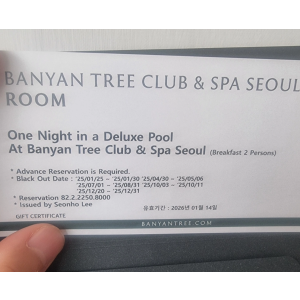 BANYAN TREE CLUB & SPA SEOUL
ROOM
One Night in a Deluxe Pool
At Banyan Tree Club & Spa Seoul (Breakfast 2 Persons)
* Advance Reservation is Required.
* Black Out Date : '25/01/25 ~ '25/01/30 '25/04/30 ~ '25/05/06
'25/07/01 ~ '25/08/31 '25/10/03 ~ '25/10/11
'25/12/20 ~ '25/12/31
* Reservation 82.2.2250.8000
* Issued by Seonho Lee
유효기간 : 2026년 01월 14일
GIFT CERTIFICATE
BANYANTREE.COM